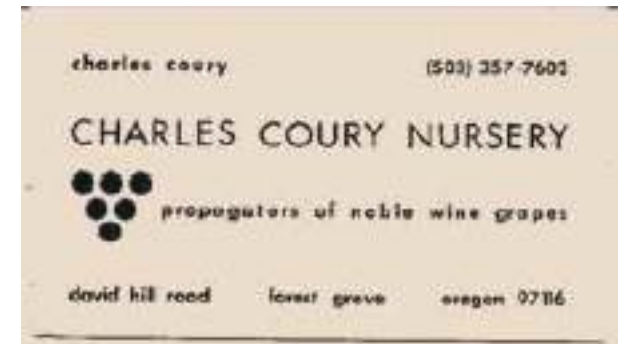 charles coury (503) 357-7602
CHARLES COURY NURSERY
propagators of noble wine grapes
david hill road forest grove oregon 97116